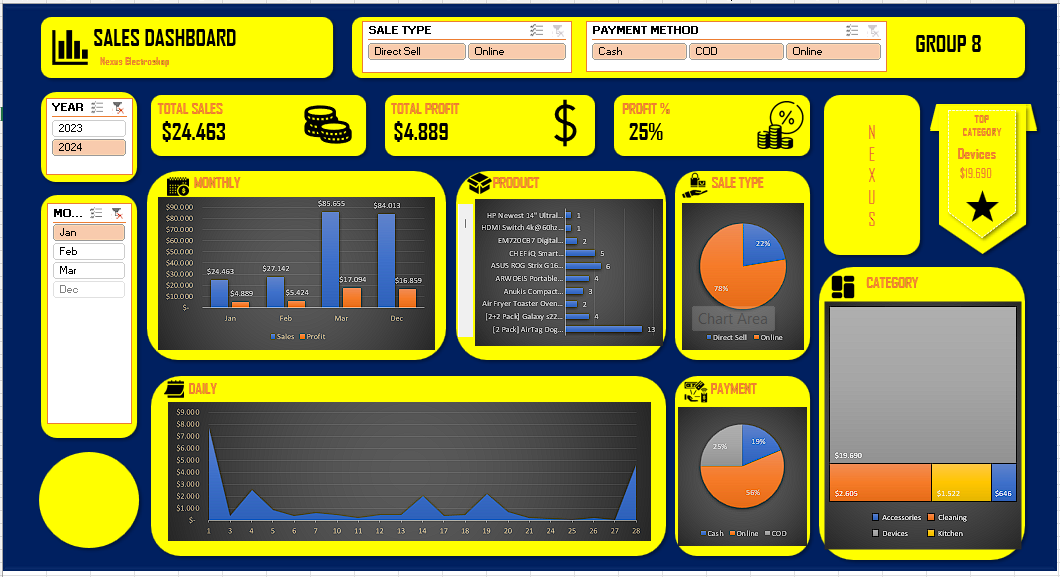 SALES DASHBOARD
Nexus Electroshop
SALE TYPE
Direct Sell
Online
PAYMENT METHOD
Cash
COD
Online
GROUP 8
YEAR
2023
2024
TOTAL SALES
$24.463
TOTAL PROFIT
$4.889
PROFIT %
25%
%
N
E
X
U
S
TOP
CATEGORY
Devices
$19.690
MO...
Jan
Feb
Mar
Dec
MONTHLY
$90.000
$80.000
$70.000
$60.000
$50.000
$40.000
$30.000
$20.000
$10.000
$-
$24.463
$4.889
$27.142
$5.424
$85.655
$17.094
$84.013
$16.859
Jan
Feb
Mar
Dec
Sales
Profit
PRODUCT
HP Newest 14" Ultral...
1
HDMI Switch 4k@60hz...
1
EM720CB7 Digital...
2
CHEFiQ Smart...
5
ASUS ROG Strix G16...
6
ARWOEIS Portable...
4
Anukis Compact...
3
Air Fryer Toaster Oven...
2
[2+2 Pack] Galaxy s22...
4
[2 Pack] AirTag Dog...
13
SALE TYPE
22%
78%
Chart Area
Direct Sell
Online
CATEGORY
$19.690
$2.605
$1.522
$646
Accessories
Cleaning
Devices
Kitchen
DAILY
$9.000
$8.000
$7.000
$6.000
$5.000
$4.000
$3.000
$2.000
$1.000
$-
1
3
4
5
6
7
10
11
12
13
14
17
18
19
20
21
24
25
26
27
28
PAYMENT
25%
19%
56%
Cash
Online
COD